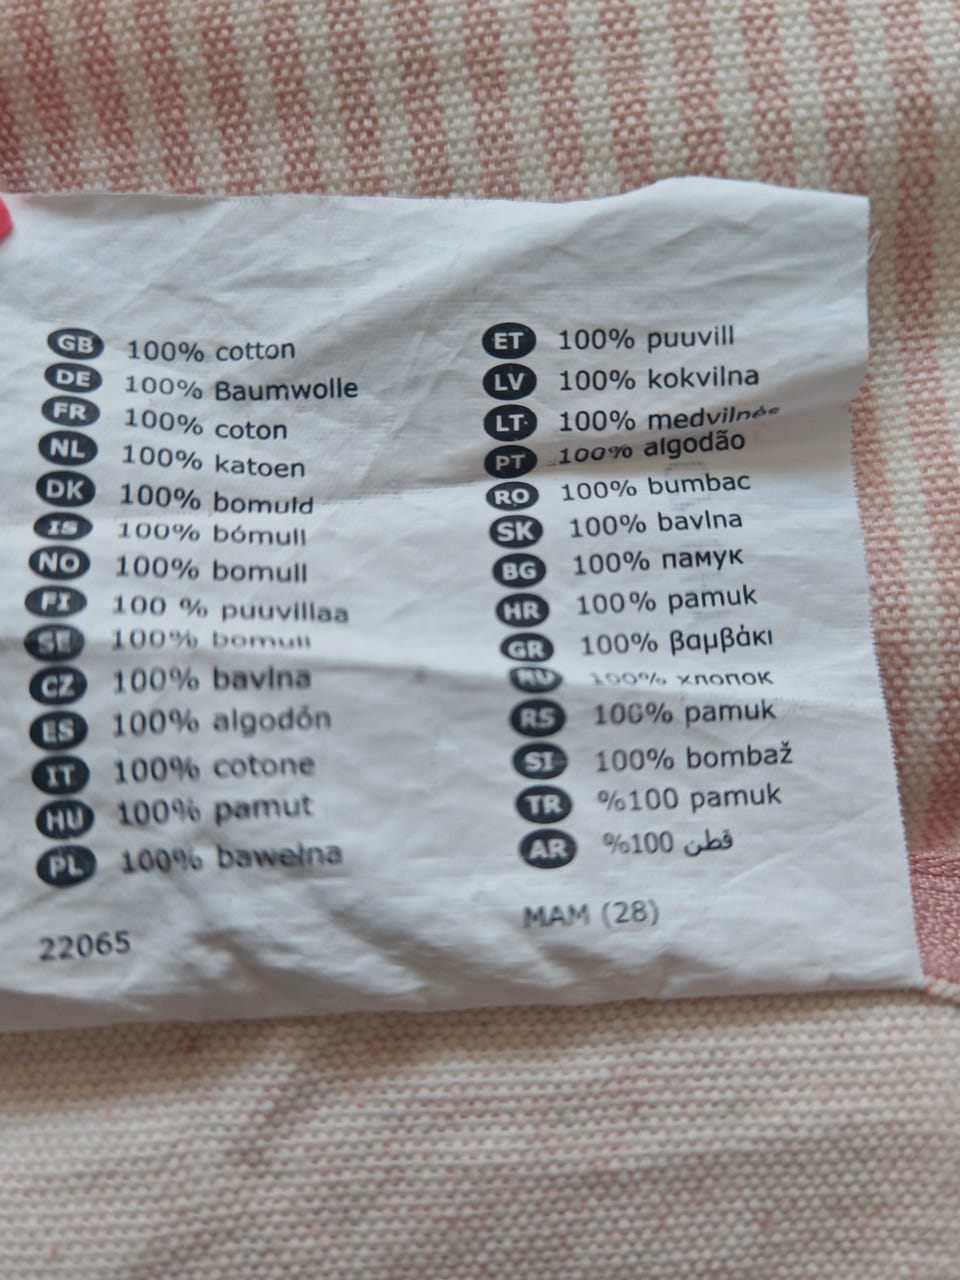 GB 100% cotton
DE 100% Baumwolle
FR 100% coton
NL 100% katoen
DK 100% bomuld
IS 100% bómull
NO 100% bomull
FI 100 % puuvillaa
SE 100% bomull
CZ 100% bavlna
ES 100% algodón
IT 100% cotone
HU 100% pamut
PL 100% bawełna
22065
ET 100% puuvill
LV 100% kokvilna
LT 100% medvilnės
PT 100% algodão
RO 100% bumbac
SK 100% bavlna
BG 100% памук
HR 100% pamuk
GR 100% βαμβάκι
RU 100% хлопок
RS 100% pamuk
SI 100% bombaž
TR %100 pamuk
AR %100 قطن
MAM (28)